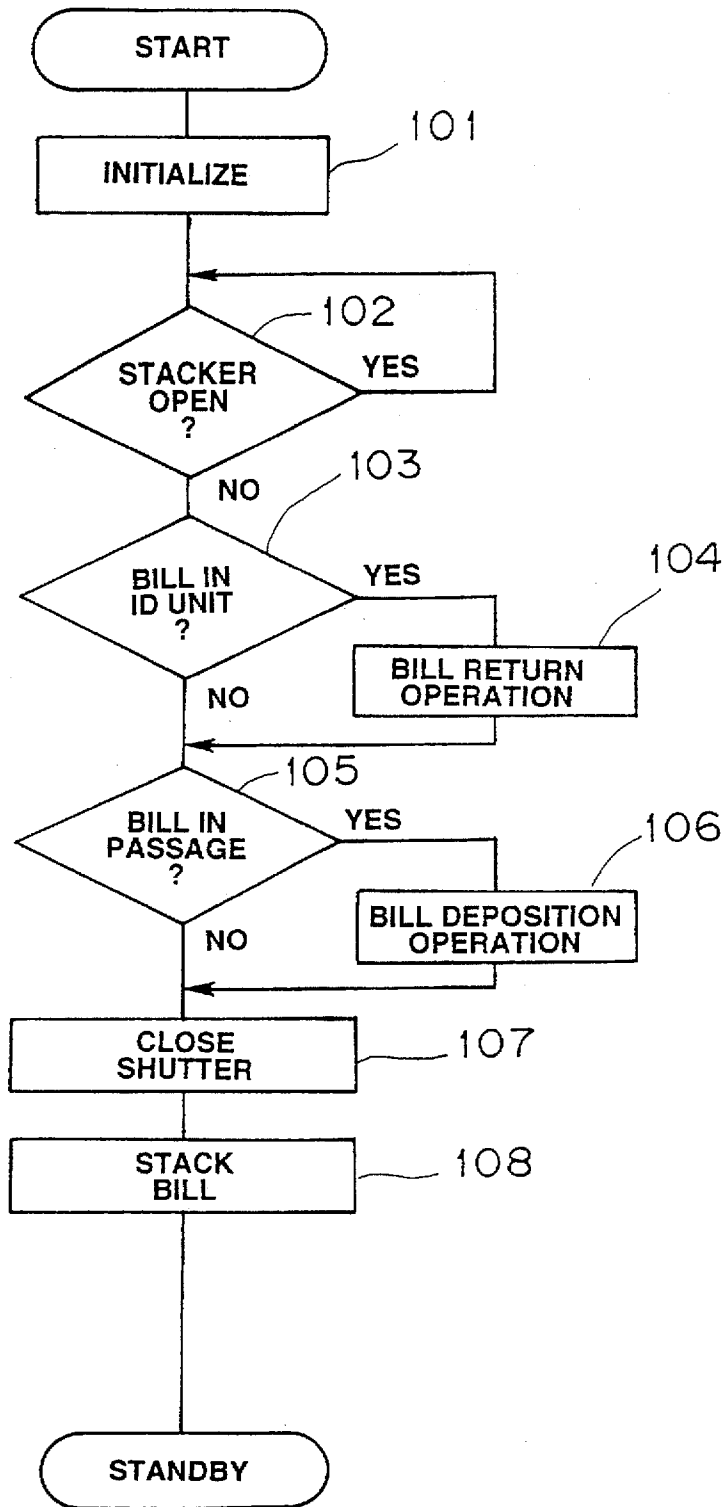 START
101
INITIALIZE
102
STACKER
OPEN
?
YES
NO
103
BILL IN
ID UNIT
?
YES
NO
104
BILL RETURN
OPERATION
105
BILL IN
PASSAGE
?
YES
NO
106
BILL DEPOSITION
OPERATION
CLOSE
SHUTTER
107
STACK
BILL
108
STANDBY